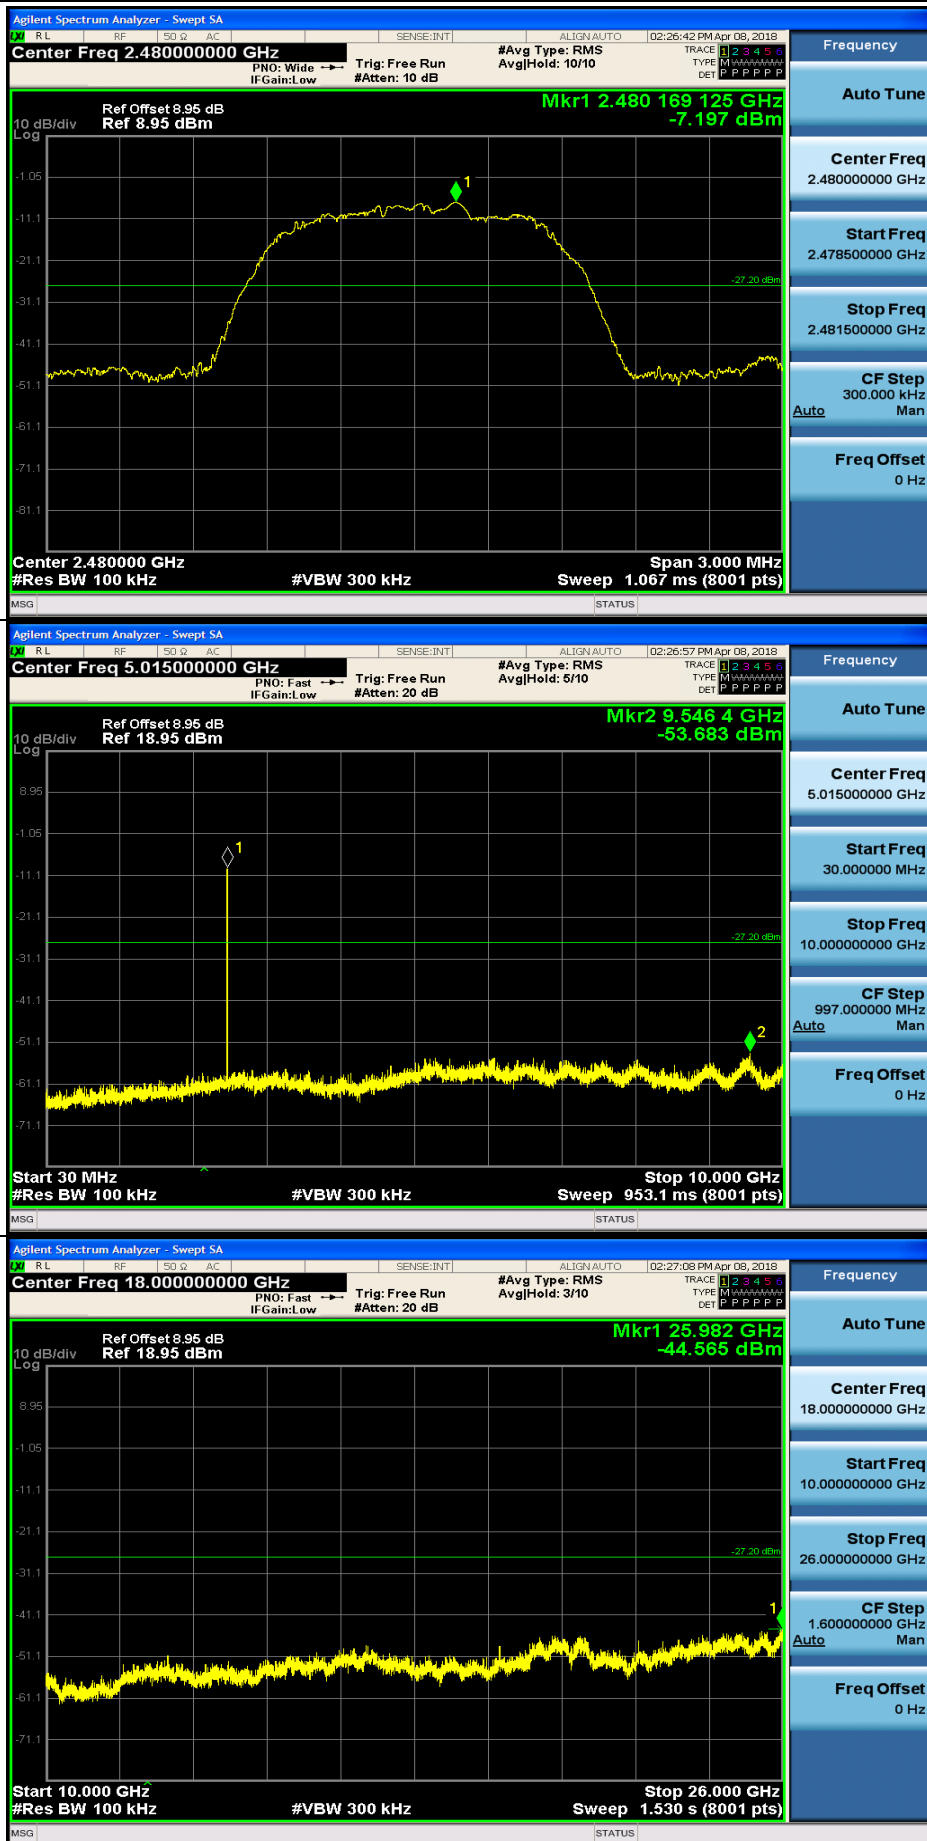 Agilent Spectrum Analyzer - Swept SA
LXI RL RF 50 Ω AC SENSE:INT ALIGN AUTO 02:26:42 PM Apr 08, 2018
Center Freq 2.480000000 GHz
PNO: Wide
IFGain:Low
Trig: Free Run
#Atten: 10 dB
#Avg Type: RMS
Avg|Hold: 10/10
TRACE 1 2 3 4 5 6
TYPE M W W W W W
DET P P P P P P
Frequency
Ref Offset 8.95 dB
10 dB/div Ref 8.95 dBm
Log
Mkr1 2.480 169 125 GHz
-7.197 dBm
1
-1.05
-11.1
-21.1
-27.20 dBm
-31.1
-41.1
-51.1
-61.1
-71.1
-81.1
Center 2.480000 GHz Span 3.000 MHz
#Res BW 100 kHz #VBW 300 kHz Sweep 1.067 ms (8001 pts)
MSG STATUS
Auto Tune
Center Freq
2.480000000 GHz
Start Freq
2.478500000 GHz
Stop Freq
2.481500000 GHz
CF Step
300.000 kHz
Auto Man
Freq Offset
0 Hz
Agilent Spectrum Analyzer - Swept SA
LXI RL RF 50 Ω AC SENSE:INT ALIGN AUTO 02:26:57 PM Apr 08, 2018
Center Freq 5.015000000 GHz
PNO: Fast
IFGain:Low
Trig: Free Run
#Atten: 20 dB
#Avg Type: RMS
Avg|Hold: 5/10
TRACE 1 2 3 4 5 6
TYPE M W W W W W
DET P P P P P P
Frequency
Ref Offset 8.95 dB
10 dB/div Ref 18.95 dBm
Log
Mkr2 9.546 4 GHz
-53.683 dBm
8.95
-1.05
1
-11.1
-21.1
-27.20 dBm
-31.1
-41.1
-51.1
2
-61.1
-71.1
Start 30 MHz Stop 10.000 GHz
#Res BW 100 kHz #VBW 300 kHz Sweep 953.1 ms (8001 pts)
MSG STATUS
Auto Tune
Center Freq
5.015000000 GHz
Start Freq
30.000000 MHz
Stop Freq
10.000000000 GHz
CF Step
997.000000 MHz
Auto Man
Freq Offset
0 Hz
Agilent Spectrum Analyzer - Swept SA
LXI RL RF 50 Ω AC SENSE:INT ALIGN AUTO 02:27:08 PM Apr 08, 2018
Center Freq 18.000000000 GHz
PNO: Fast
IFGain:Low
Trig: Free Run
#Atten: 20 dB
#Avg Type: RMS
Avg|Hold: 3/10
TRACE 1 2 3 4 5 6
TYPE M W W W W W
DET P P P P P P
Frequency
Ref Offset 8.95 dB
10 dB/div Ref 18.95 dBm
Log
Mkr1 25.982 GHz
-44.565 dBm
8.95
-1.05
-11.1
-21.1
-27.20 dBm
-31.1
-41.1
1
-51.1
-61.1
-71.1
Start 10.000 GHz Stop 26.000 GHz
#Res BW 100 kHz #VBW 300 kHz Sweep 1.530 s (8001 pts)
MSG STATUS
Auto Tune
Center Freq
18.000000000 GHz
Start Freq
10.000000000 GHz
Stop Freq
26.000000000 GHz
CF Step
1.600000000 GHz
Auto Man
Freq Offset
0 Hz